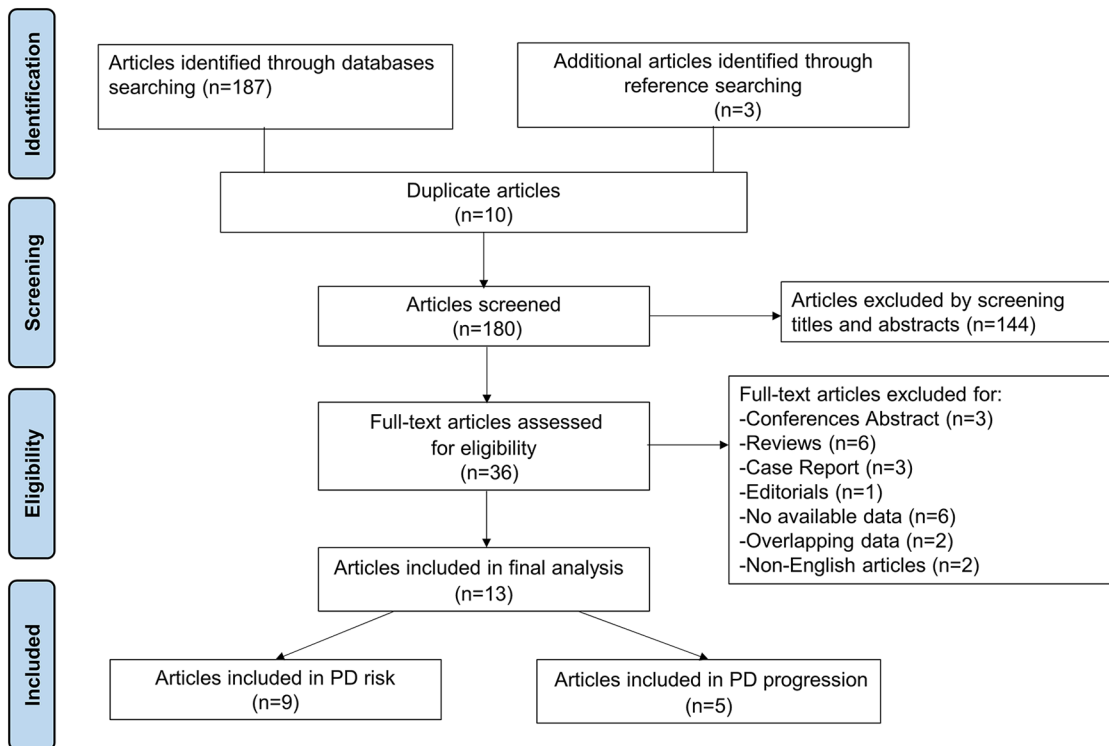 Identification
Articles identified through databases
searching (n=187)
Additional articles identified through
reference searching
(n=3)
Duplicate articles
(n=10)
Screening
Articles screened
(n=180)
Articles excluded by screening
titles and abstracts (n=144)
Eligibility
Full-text articles assessed
for eligibility
(n=36)
Full-text articles excluded for:
-Conferences Abstract (n=3)
-Reviews (n=6)
-Case Report (n=3)
-Editorials (n=1)
-No available data (n=6)
-Overlapping data (n=2)
-Non-English articles (n=2)
Included
Articles included in final analysis
(n=13)
Articles included in PD risk
(n=9)
Articles included in PD progression
(n=5)